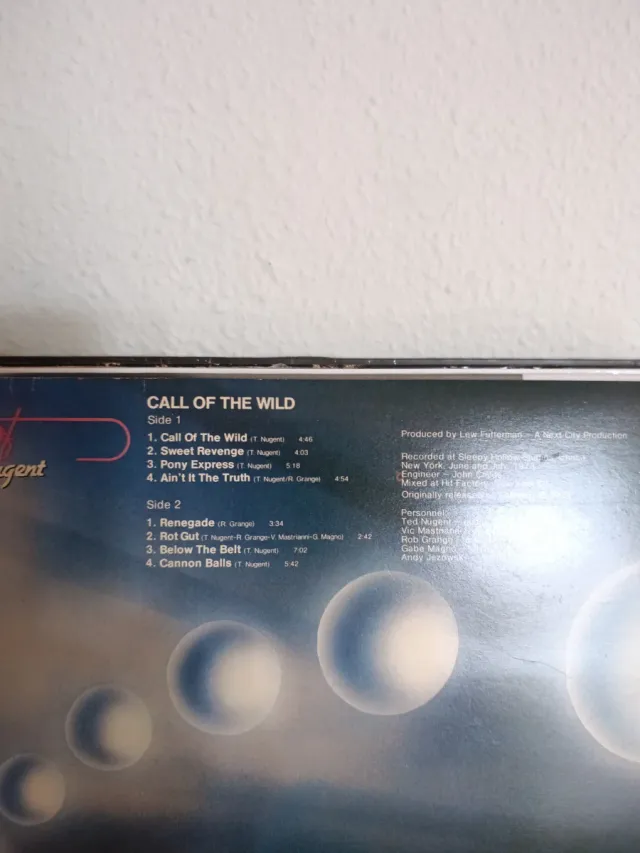 CALL OF THE WILD
Side 1
1. Call Of The Wild (T. Nugent) 4:46
2. Sweet Revenge (T. Nugent) 4:03
3. Pony Express (T. Nugent) 5:18
4. Ain't It The Truth (T. Nugent/R. Grange) 4:54
Side 2
1. Renegade (R. Grange) 3:34
2. Rot Gut (T. Nugent-R. Grange-V. Mastrianni-G. Magno) 2:42
3. Below The Belt (T. Nugent) 7:02
4. Cannon Balls (T. Nugent) 5:42
ugent
Produced by Lew Futterman – A Next City Production
Recorded at Sleepy Hollow
New York, June and
Engineer – John
Mixed at Hit Factory
Originally released
Personnel:
Ted Nugent –
Vic Mastrianni
Rob Grange
Gabe Magno –
Andy Jezowski